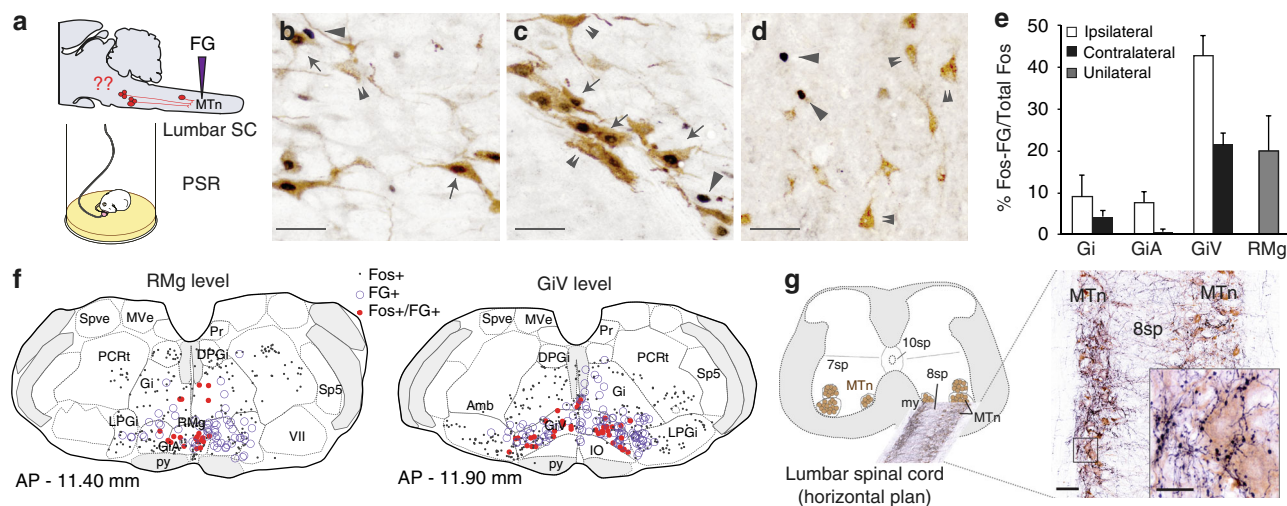 a
FG
??
MTn
Lumbar SC
PSR
b
c
d
e
% Fos-FG/Total Fos
50
40
30
20
10
0
Ipsilateral
Contralateral
Unilateral
Gi
GiA
GiV
RMg
f
RMg level
Fos+
FG+
Fos+/FG+
GiV level
Spve
MVe
Pr
PCRt
DPGi
Gi
Sp5
LPGi
RMg
GiA
VII
py
AP - 11.40 mm
Spve
MVe
Pr
DPGi
PCRt
Gi
Sp5
Amb
GiV
LPGi
IO
py
AP - 11.90 mm
g
10sp
7sp
8sp
MTn
my
MTn
Lumbar spinal cord
(horizontal plan)
MTn
MTn
8sp